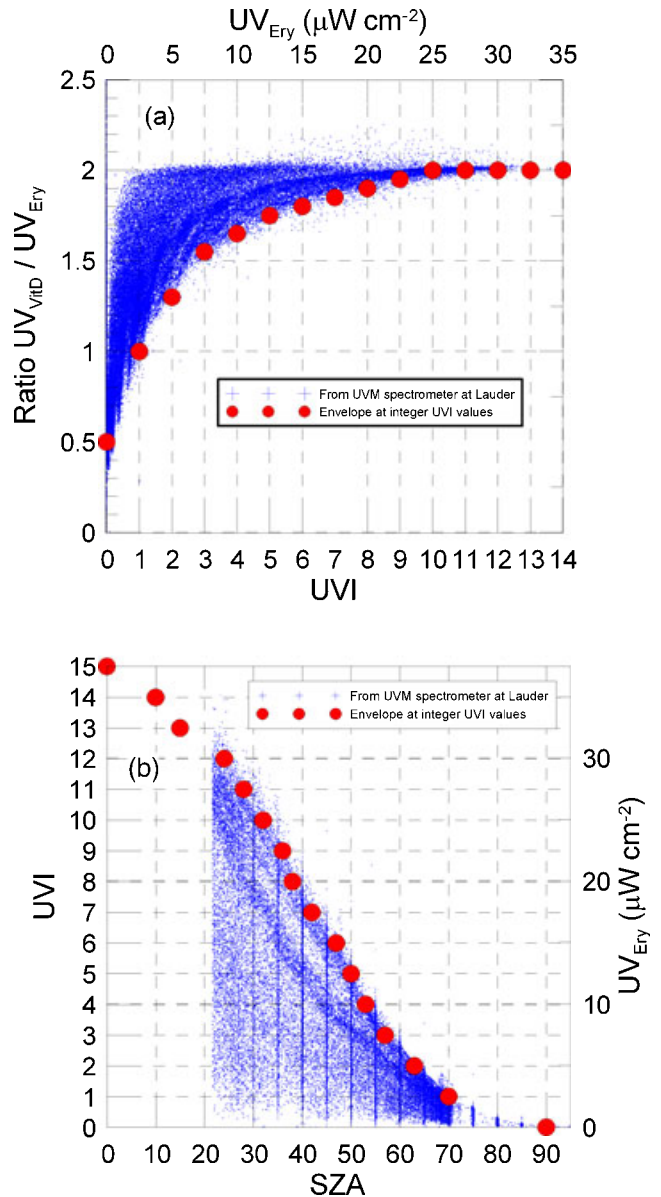 UV_Ery (μW cm⁻²)
0 5 10 15 20 25 30 35
2.5
2
1.5
1
0.5
0
Ratio UV_VitD / UV_Ery
(a)
From UVM spectrometer at Lauder
Envelope at integer UVI values
0 1 2 3 4 5 6 7 8 9 10 11 12 13 14
UVI
15
14
13
12
11
10
9
8
7
6
5
4
3
2
1
0
UVI
From UVM spectrometer at Lauder
Envelope at integer UVI values
(b)
30
20
10
0
UV_Ery (μW cm⁻²)
0 10 20 30 40 50 60 70 80 90
SZA